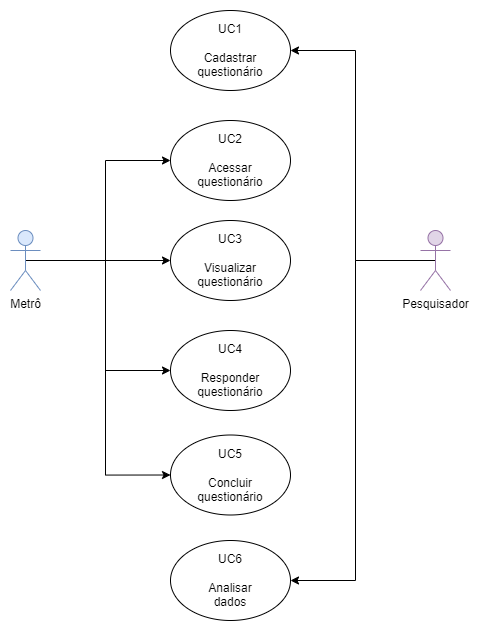 UC1
Cadastrar
questionário
UC2
Acessar
questionário
UC3
Visualizar
questionário
Metrô
Pesquisador
UC4
Responder
questionário
UC5
Concluir
questionário
UC6
Analisar
dados